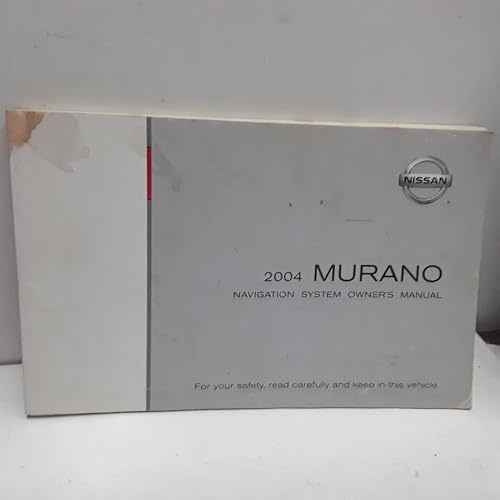 NISSAN
2004 MURANO
NAVIGATION SYSTEM OWNER'S MANUAL
For your safety, read carefully and keep in this vehicle.